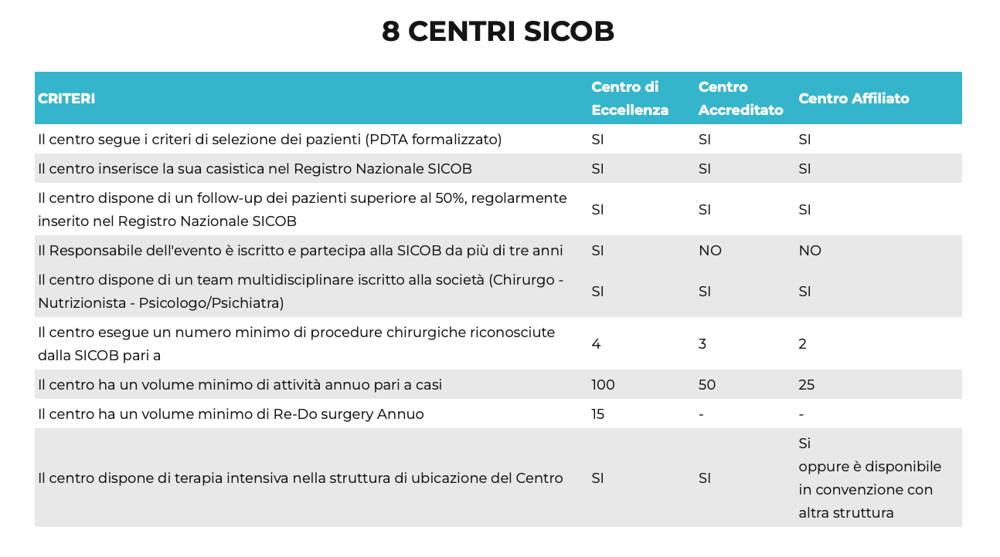 8 CENTRI SICOB
CRITERI
Centro di
Eccellenza
Centro
Accreditato
Centro Affiliato
Il centro segue i criteri di selezione dei pazienti (PDTA formalizzato) SI SI SI
Il centro inserisce la sua casistica nel Registro Nazionale SICOB SI SI SI
Il centro dispone di un follow-up dei pazienti superiore al 50%, regolarmente
inserito nel Registro Nazionale SICOB
SI SI SI
Il Responsabile dell'evento è iscritto e partecipa alla SICOB da più di tre anni SI NO NO
Il centro dispone di un team multidisciplinare iscritto alla società (Chirurgo -
Nutrizionista - Psicologo/Psichiatra)
SI SI SI
Il centro esegue un numero minimo di procedure chirurgiche riconosciute
dalla SICOB pari a
4 3 2
Il centro ha un volume minimo di attività annuo pari a casi 100 50 25
Il centro ha un volume minimo di Re-Do surgery Annuo 15 - -
Il centro dispone di terapia intensiva nella struttura di ubicazione del Centro SI SI
Si
oppure è disponibile
in convenzione con
altra struttura